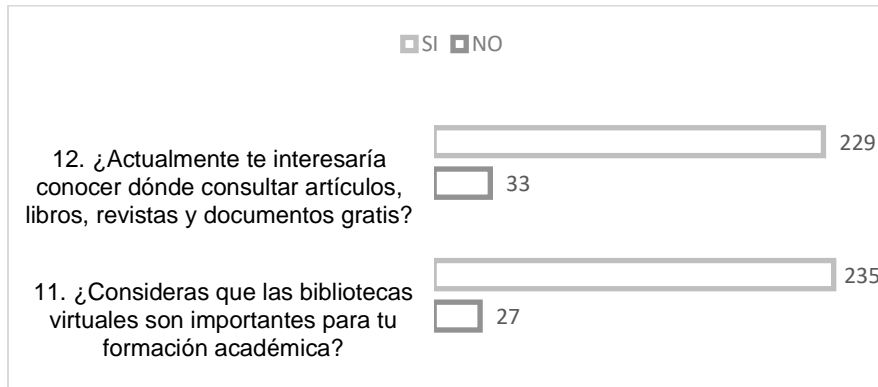 SI NO
12. ¿Actualmente te interesaría
conocer dónde consultar artículos,
libros, revistas y documentos gratis?
229
33
11. ¿Consideras que las bibliotecas
virtuales son importantes para tu
formación académica?
235
27